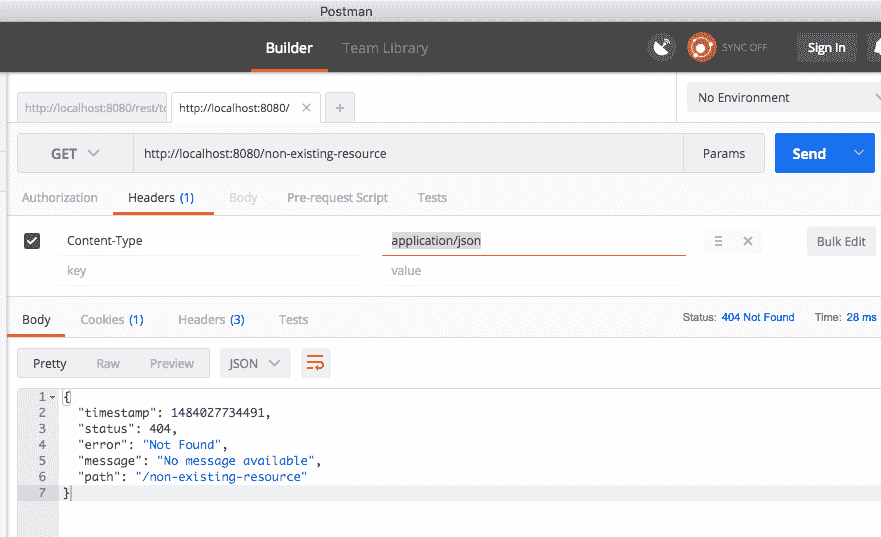 Postman
Builder Team Library SYNC OFF Sign In
http://localhost:8080/rest/to http://localhost:8080/ No Environment
GET http://localhost:8080/non-existing-resource Params Send
Authorization Headers (1) Body Pre-request Script Tests
Content-Type application/json Bulk Edit
key value
Body Cookies (1) Headers (3) Tests Status: 404 Not Found Time: 28 ms
Pretty Raw Preview JSON
1 {
2 "timestamp": 1484027734491,
3 "status": 404,
4 "error": "Not Found",
5 "message": "No message available",
6 "path": "/non-existing-resource"
7 }